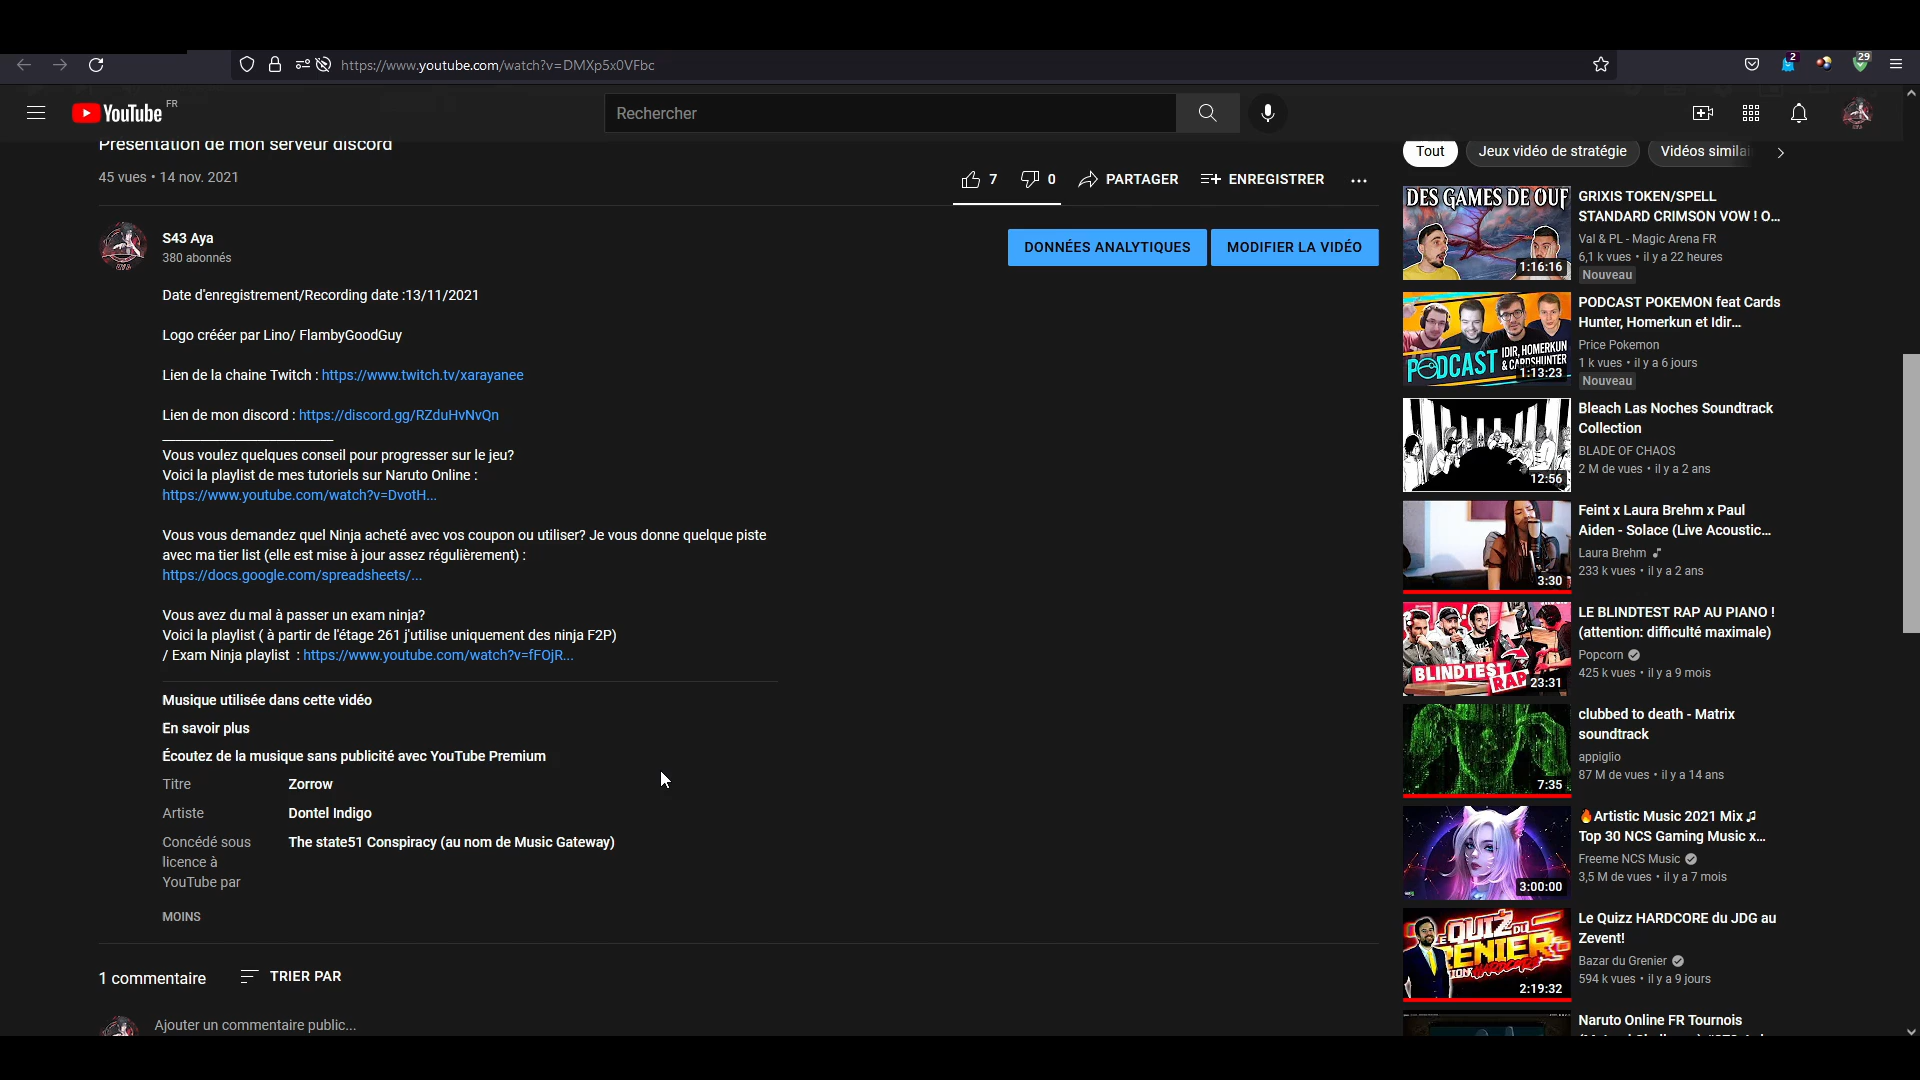 https://www.youtube.com/watch?v=DMXp5x0VFbc
2
29
YouTube FR
Rechercher
Présentation de mon serveur discord
45 vues • 14 nov. 2021
7
0
PARTAGER
ENREGISTRER
S43 Aya
380 abonnés
DONNÉES ANALYTIQUES
MODIFIER LA VIDÉO
Date d'enregistrement/Recording date :13/11/2021
Logo crééer par Lino/ FlambyGoodGuy
Lien de la chaine Twitch : https://www.twitch.tv/xarayanee
Lien de mon discord : https://discord.gg/RZduHvNvQn
Vous voulez quelques conseil pour progresser sur le jeu?
Voici la playlist de mes tutoriels sur Naruto Online :
https://www.youtube.com/watch?v=DvotH...
Vous vous demandez quel Ninja acheté avec vos coupon ou utiliser? Je vous donne quelque piste
avec ma tier list (elle est mise à jour assez régulièrement) :
https://docs.google.com/spreadsheets/...
Vous avez du mal à passer un exam ninja?
Voici la playlist ( à partir de l'étage 261 j'utilise uniquement des ninja F2P)
/ Exam Ninja playlist : https://www.youtube.com/watch?v=fFOjR...
Musique utilisée dans cette vidéo
En savoir plus
Écoutez de la musique sans publicité avec YouTube Premium
Titre Zorrow
Artiste Dontel Indigo
Concédé sous The state51 Conspiracy (au nom de Music Gateway)
licence à
YouTube par
MOINS
1 commentaire
TRIER PAR
Ajouter un commentaire public...
Tout
Jeux vidéo de stratégie
Vidéos similai
DES GAMES DE OUF
1:16:16
GRIXIS TOKEN/SPELL
STANDARD CRIMSON VOW ! O...
Val & PL - Magic Arena FR
6,1 k vues • il y a 22 heures
Nouveau
PODCAST
IDIR, HOMERKUN
& CARDSHUNTER
1:13:23
PODCAST POKEMON feat Cards
Hunter, Homerkun et Idir...
Price Pokemon
1 k vues • il y a 6 jours
Nouveau
12:56
Bleach Las Noches Soundtrack
Collection
BLADE OF CHAOS
2 M de vues • il y a 2 ans
3:30
Feint x Laura Brehm x Paul
Aiden - Solace (Live Acoustic...
Laura Brehm
233 k vues • il y a 2 ans
BLINDTEST
RAP
23:31
LE BLINDTEST RAP AU PIANO !
(attention: difficulté maximale)
Popcorn
425 k vues • il y a 9 mois
7:35
clubbed to death - Matrix
soundtrack
appiglio
87 M de vues • il y a 14 ans
3:00:00
🔥Artistic Music 2021 Mix ♫
Top 30 NCS Gaming Music x...
Freeme NCS Music
3,5 M de vues • il y a 7 mois
LE QUIZ DU
GRENIER
HARDCORE
2:19:32
Le Quizz HARDCORE du JDG au
Zevent!
Bazar du Grenier
594 k vues • il y a 9 jours
Naruto Online FR Tournois